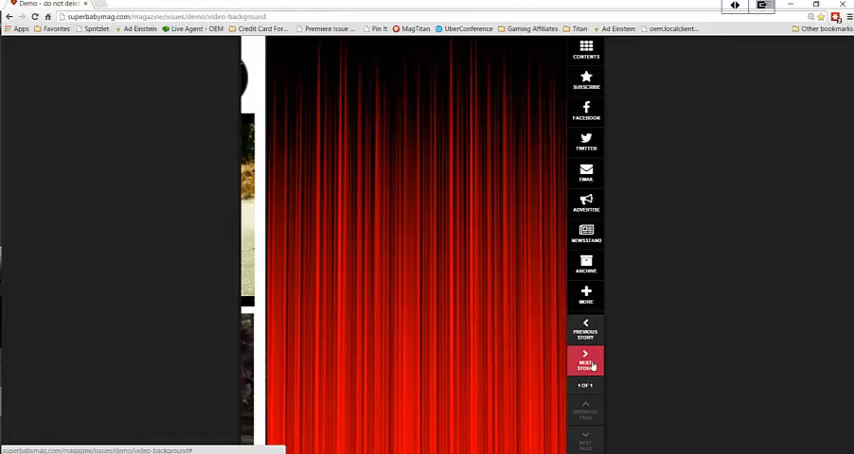 Demo - do not delet
superbabymag.com/magazine/issues/demo/video-background
Apps Favorites Spritzlet Ad Einstein Live Agent - OEM Credit Card For... Premiere Issue ... Pin It MagTitan UberConference Gaming Affiliates Titan Ad Einstein oem.localclient... Other bookmarks
CONTENTS
SUBSCRIBE
FACEBOOK
TWITTER
EMAIL
ADVERTISE
NEWSSTAND
ARCHIVE
MORE
PREVIOUS
STORY
NEXT
STORY
1 OF 1
PREVIOUS
PAGE
NEXT
PAGE
superbabymag.com/magazine/issues/demo/video-background#